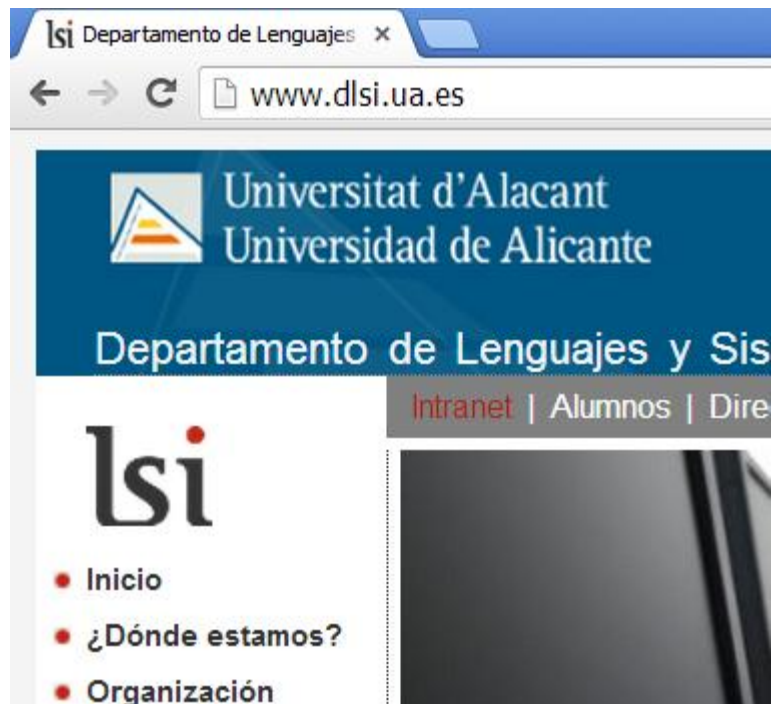 lsi Departamento de Lenguajes
www.dlsi.ua.es
Universitat d'Alacant
Universidad de Alicante
Departamento de Lenguajes y Sis
Intranet | Alumnos | Dire
lsi
Inicio
¿Dónde estamos?
Organización